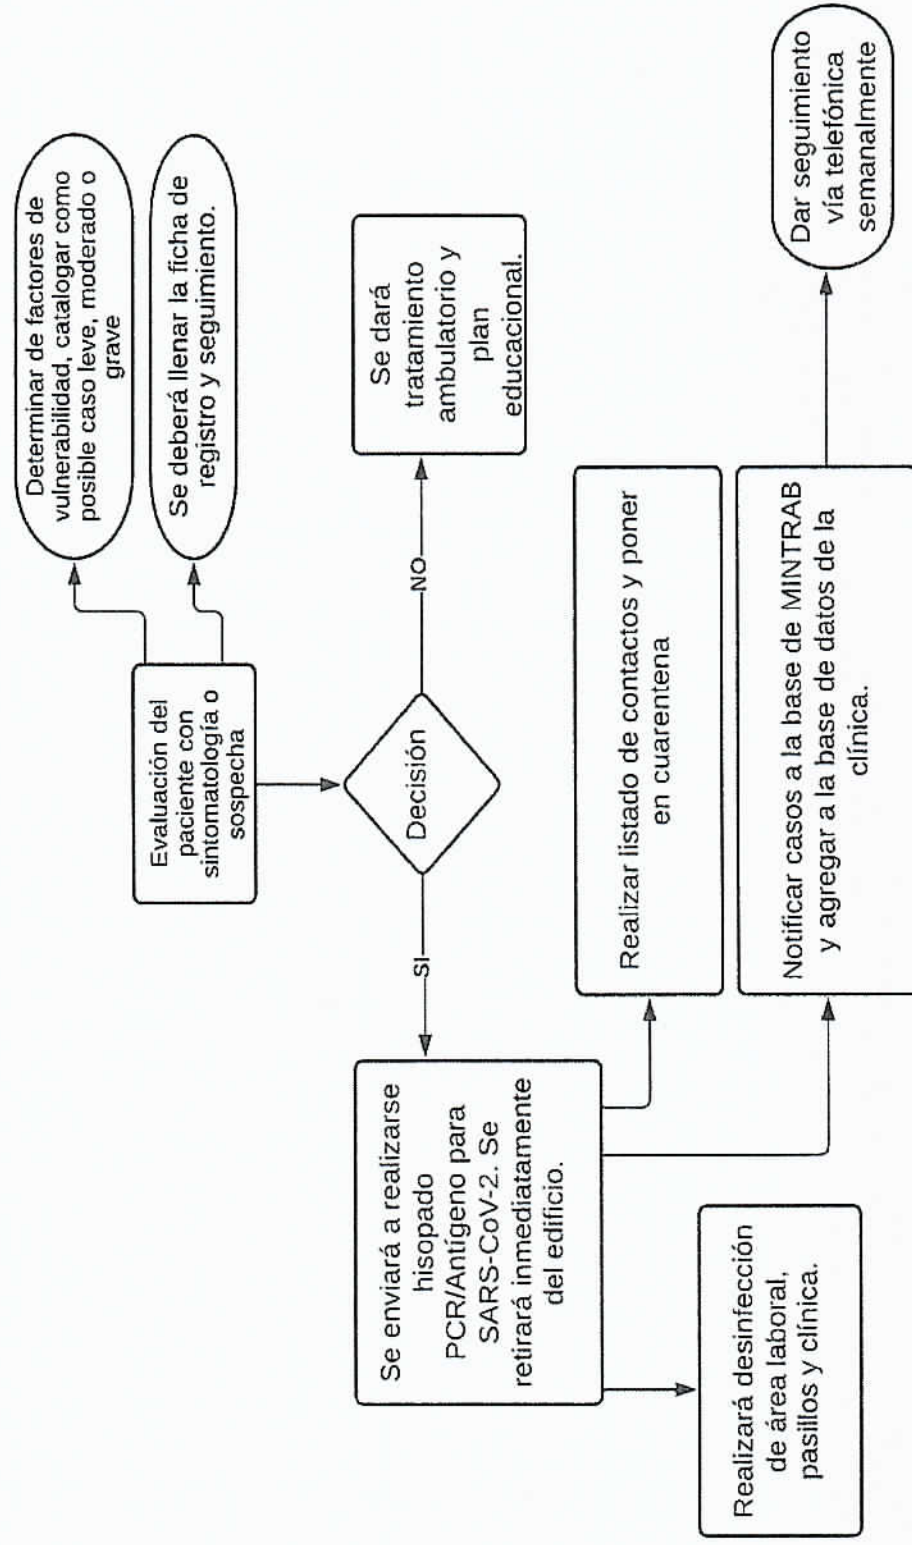 Determinar de factores de
vulnerabilidad, catalogar como
posible caso leve, moderado o
grave
Se deberá llenar la ficha de
registro y seguimiento.
Evaluación del
paciente con
sintomatología o
sospecha
Decisión
SI
NO
Se dará
tratamiento
ambulatorio y
plan
educacional.
Se enviará a realizarse
hisopado
PCR/Antígeno para
SARS-CoV-2. Se
retirará inmediatamente
del edificio.
Realizar listado de contactos y poner
en cuarentena
Notificar casos a la base de MINTRAB
y agregar a la base de datos de la
clínica.
Dar seguimiento
vía telefónica
semanalmente
Realizará desinfección
de área laboral,
pasillos y clínica.